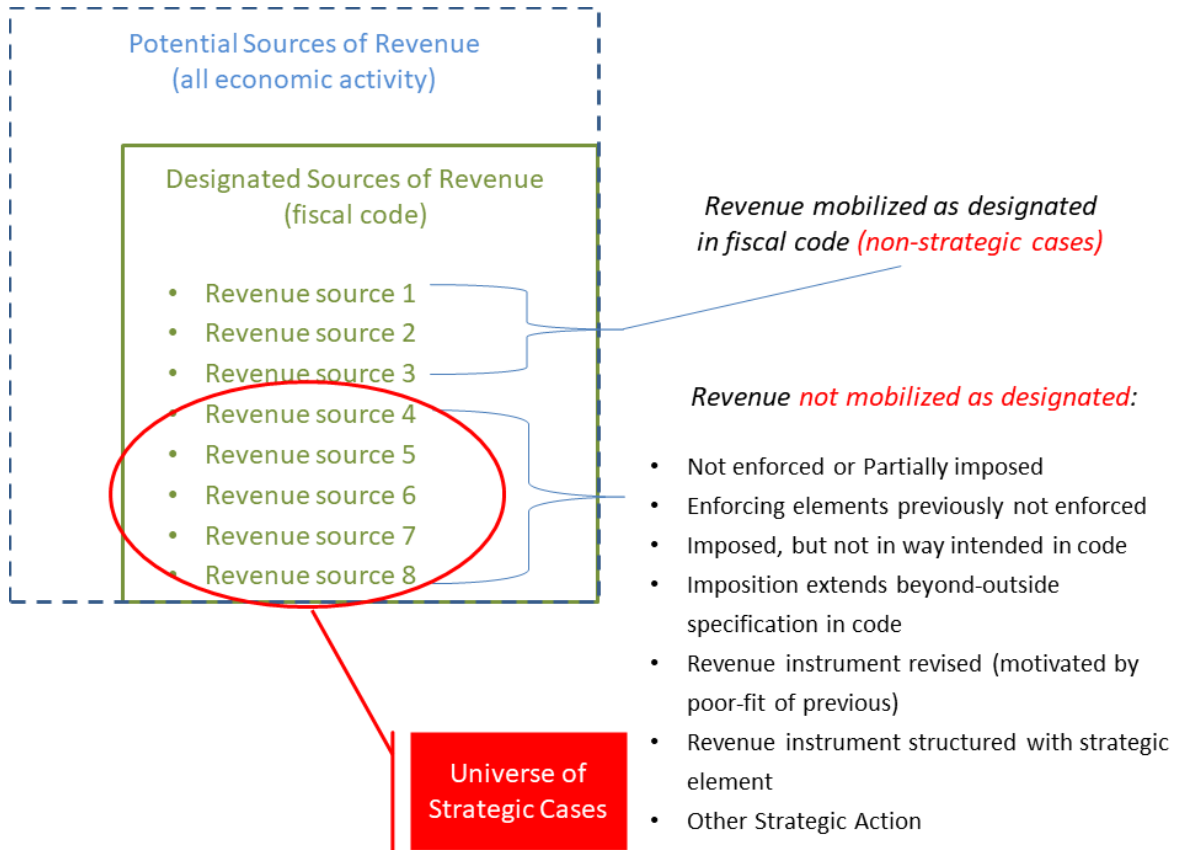 Potential Sources of Revenue
(all economic activity)
Designated Sources of Revenue
(fiscal code)
• Revenue source 1
• Revenue source 2
• Revenue source 3
• Revenue source 4
• Revenue source 5
• Revenue source 6
• Revenue source 7
• Revenue source 8
Revenue mobilized as designated
in fiscal code (non-strategic cases)
Revenue not mobilized as designated:
• Not enforced or Partially imposed
• Enforcing elements previously not enforced
• Imposed, but not in way intended in code
• Imposition extends beyond-outside
specification in code
• Revenue instrument revised (motivated by
poor-fit of previous)
• Revenue instrument structured with strategic
element
• Other Strategic Action
Universe of
Strategic Cases